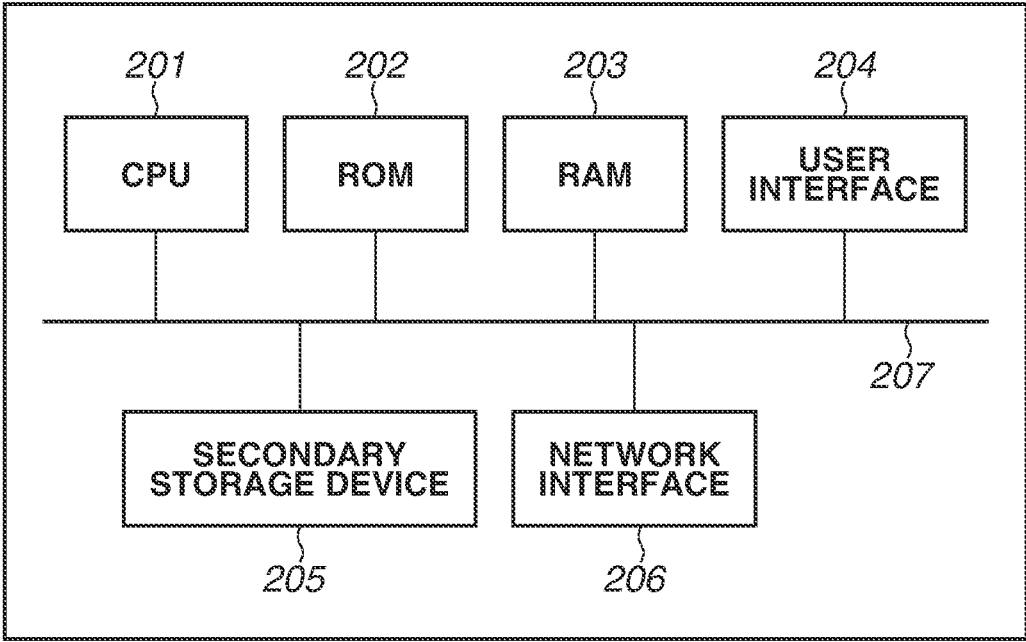 201 202 203 204
CPU ROM RAM USER
INTERFACE
207
SECONDARY
STORAGE DEVICE
NETWORK
INTERFACE
205 206